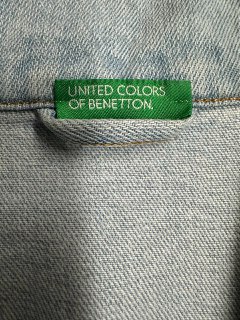 UNITED COLORS
OF BENETTON.